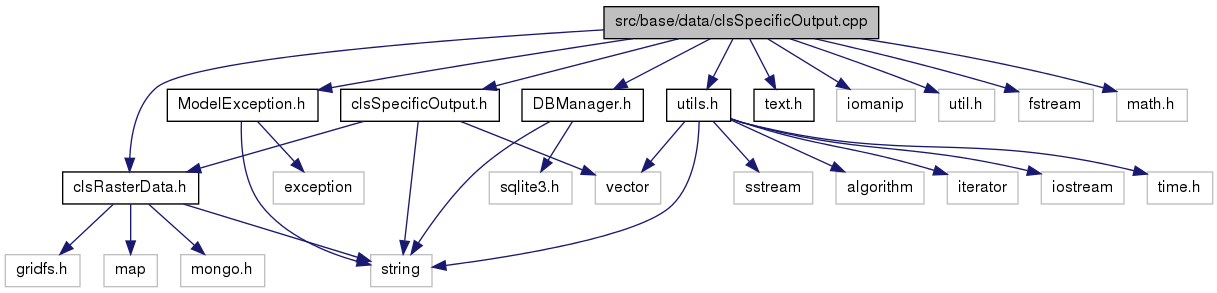 src/base/data/clsSpecificOutput.cpp
ModelException.h
clsSpecificOutput.h
DBManager.h
utils.h
text.h
iomanip
util.h
fstream
math.h
clsRasterData.h
exception
sqlite3.h
vector
sstream
algorithm
iterator
iostream
time.h
gridfs.h
map
mongo.h
string